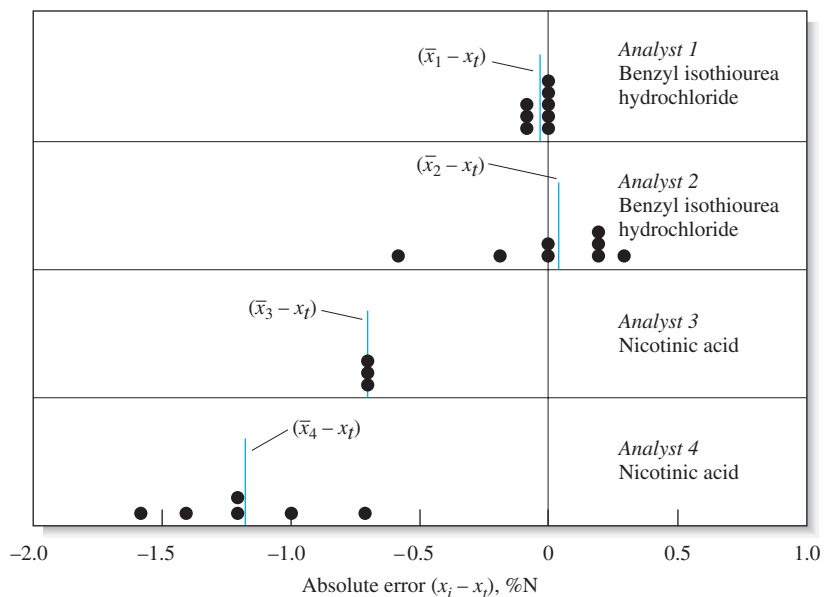 (x̄₁ – xₜ)
Analyst 1
Benzyl isothiourea
hydrochloride
(x̄₂ – xₜ)
Analyst 2
Benzyl isothiourea
hydrochloride
(x̄₃ – xₜ)
Analyst 3
Nicotinic acid
(x̄₄ – xₜ)
Analyst 4
Nicotinic acid
–2.0 –1.5 –1.0 –0.5 0 0.5 1.0
Absolute error (xᵢ – xₜ), %N